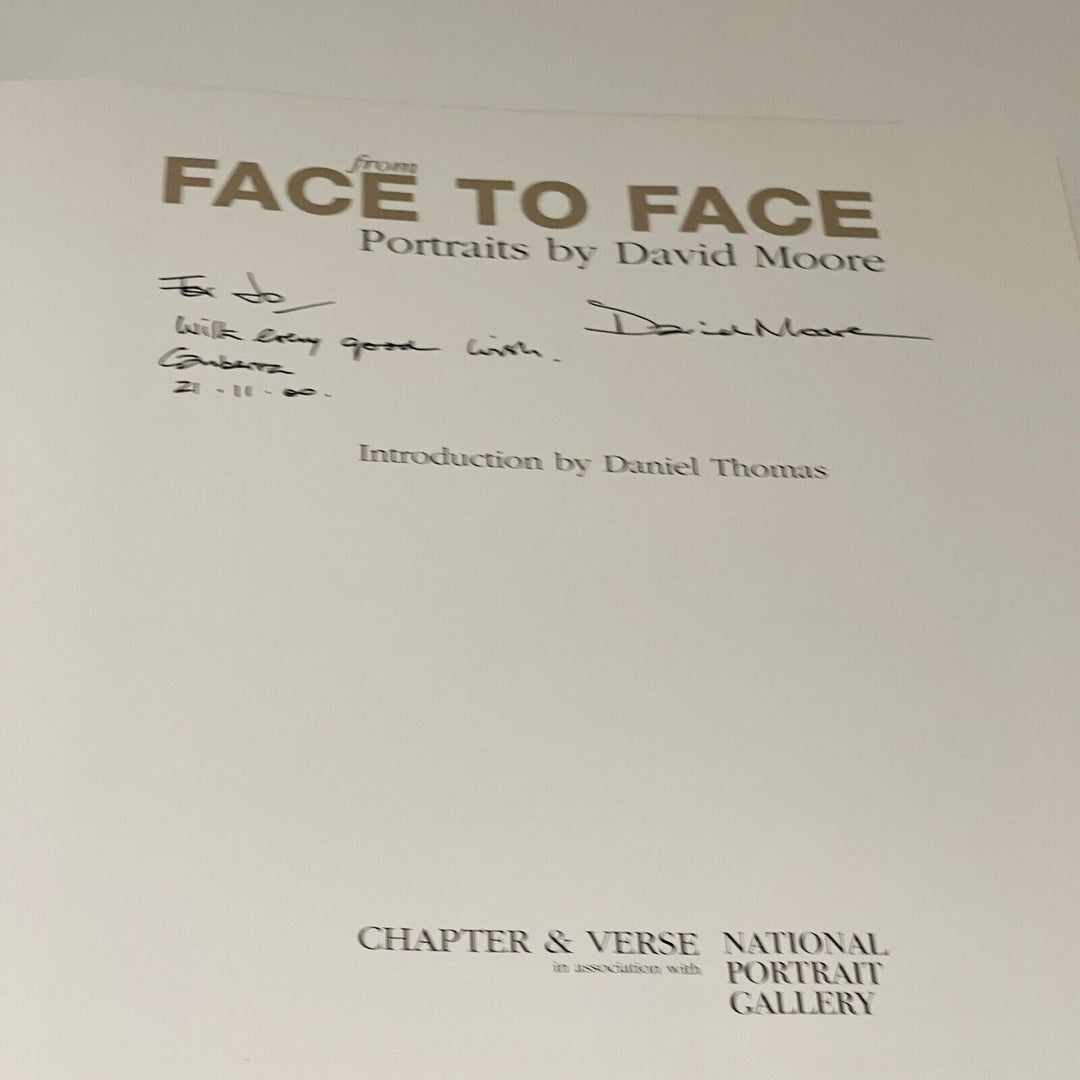 from
FACE TO FACE
Portraits by David Moore
For Jo
David Moore
With every good wish.
Canberra
21 - 11 - 00.
Introduction by Daniel Thomas
CHAPTER & VERSE
in association with
NATIONAL
PORTRAIT
GALLERY